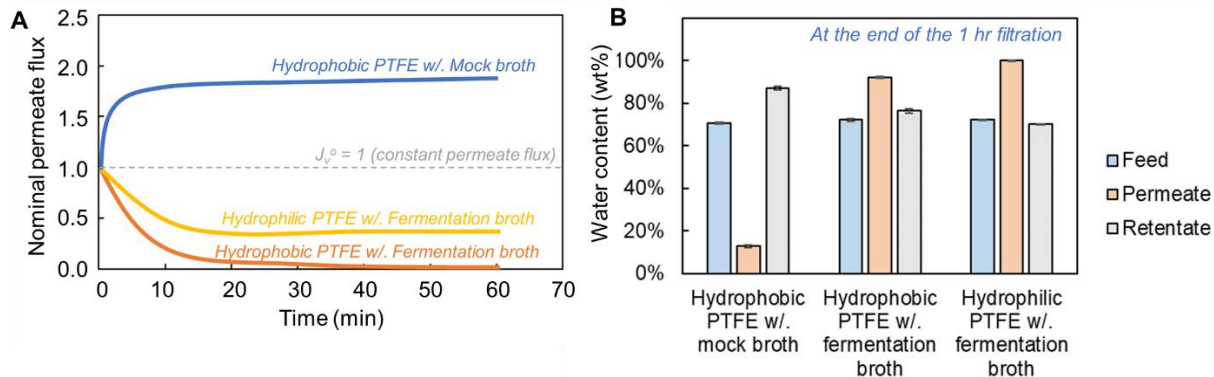 A
Nominal permeate flux
2.5
2.0
1.5
1.0
0.5
0.0
Hydrophobic PTFE w/. Mock broth
Jᵥº = 1 (constant permeate flux)
Hydrophilic PTFE w/. Fermentation broth
Hydrophobic PTFE w/. Fermentation broth
0 10 20 30 40 50 60 70
Time (min)
B
At the end of the 1 hr filtration
Water content (wt%)
100%
80%
60%
40%
20%
0%
Hydrophobic
PTFE w/.
mock broth
Hydrophobic
PTFE w/.
fermentation
broth
Hydrophilic
PTFE w/.
fermentation
broth
Feed
Permeate
Retentate